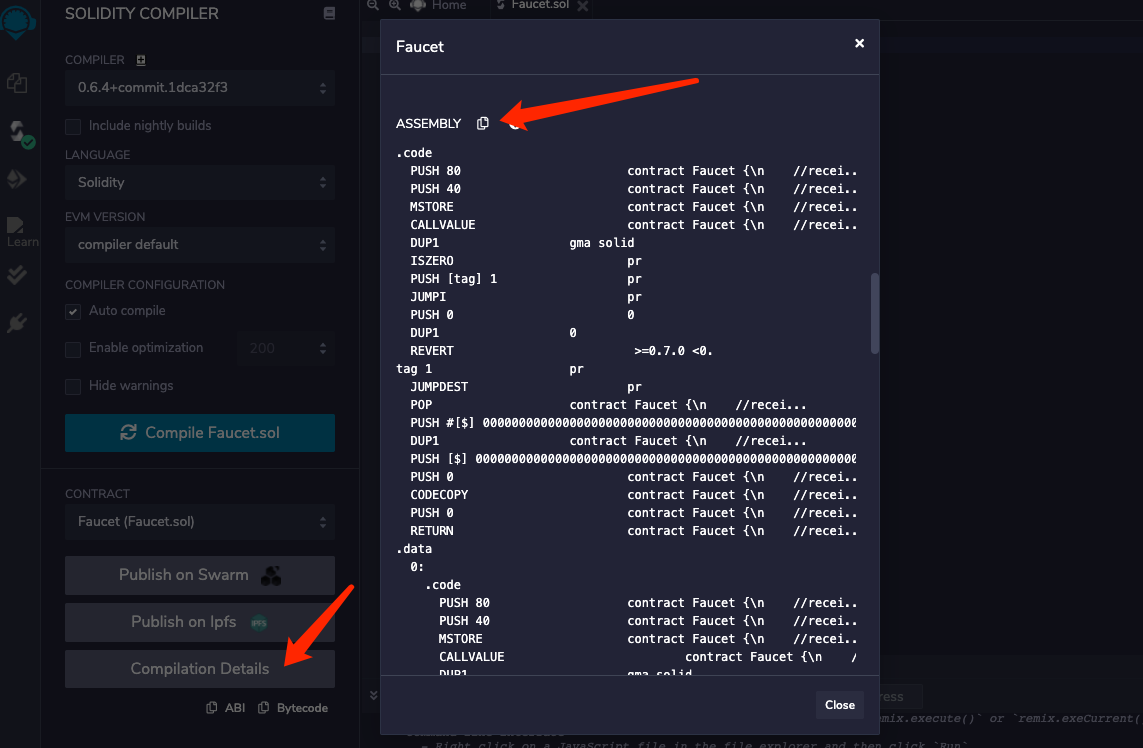 SOLIDITY COMPILER
COMPILER
0.6.4+commit.1dca32f3
Include nightly builds
LANGUAGE
Solidity
EVM VERSION
compiler default
COMPILER CONFIGURATION
Auto compile
Enable optimization 200
Hide warnings
Compile Faucet.sol
CONTRACT
Faucet (Faucet.sol)
Publish on Swarm
Publish on Ipfs IPFS
Compilation Details
ABI Bytecode
Learn
Home Faucet.sol
Faucet
ASSEMBLY
.code
PUSH 80 contract Faucet {\n //recei..
PUSH 40 contract Faucet {\n //recei..
MSTORE contract Faucet {\n //recei..
CALLVALUE contract Faucet {\n //recei..
DUP1 gma solid
ISZERO pr
PUSH [tag] 1 pr
JUMPI pr
PUSH 0 0
DUP1 0
REVERT >=0.7.0 <0.
tag 1 pr
JUMPDEST pr
POP contract Faucet {\n //recei...
PUSH #[$] 0000000000000000000000000000000000000000000000000000
DUP1 contract Faucet {\n //recei...
PUSH [$] 00000000000000000000000000000000000000000000000000000
PUSH 0 contract Faucet {\n //recei..
CODECOPY contract Faucet {\n //recei..
PUSH 0 contract Faucet {\n //recei..
RETURN contract Faucet {\n //recei..
.data
0:
.code
PUSH 80 contract Faucet {\n //recei..
PUSH 40 contract Faucet {\n //recei..
MSTORE contract Faucet {\n //recei..
CALLVALUE contract Faucet {\n /
DUP1 gma solid
Close
remix.execute()` or `remix.exeCurrent(
- Right click on a JavaScript file in the file explorer and then click `Run`